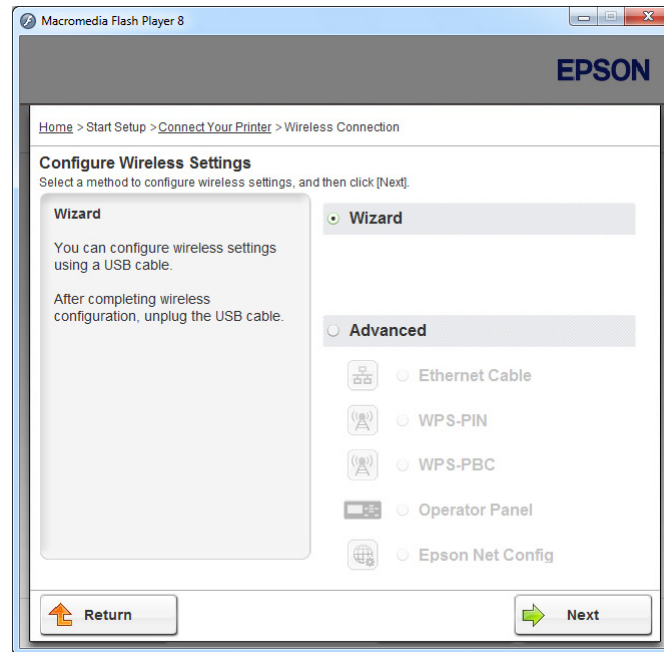 Macromedia Flash Player 8
EPSON
Home > Start Setup > Connect Your Printer > Wireless Connection
Configure Wireless Settings
Select a method to configure wireless settings, and then click [Next].
Wizard
You can configure wireless settings
using a USB cable.
After completing wireless
configuration, unplug the USB cable.
Wizard
Advanced
Ethernet Cable
WPS-PIN
WPS-PBC
Operator Panel
Epson Net Config
Return
Next